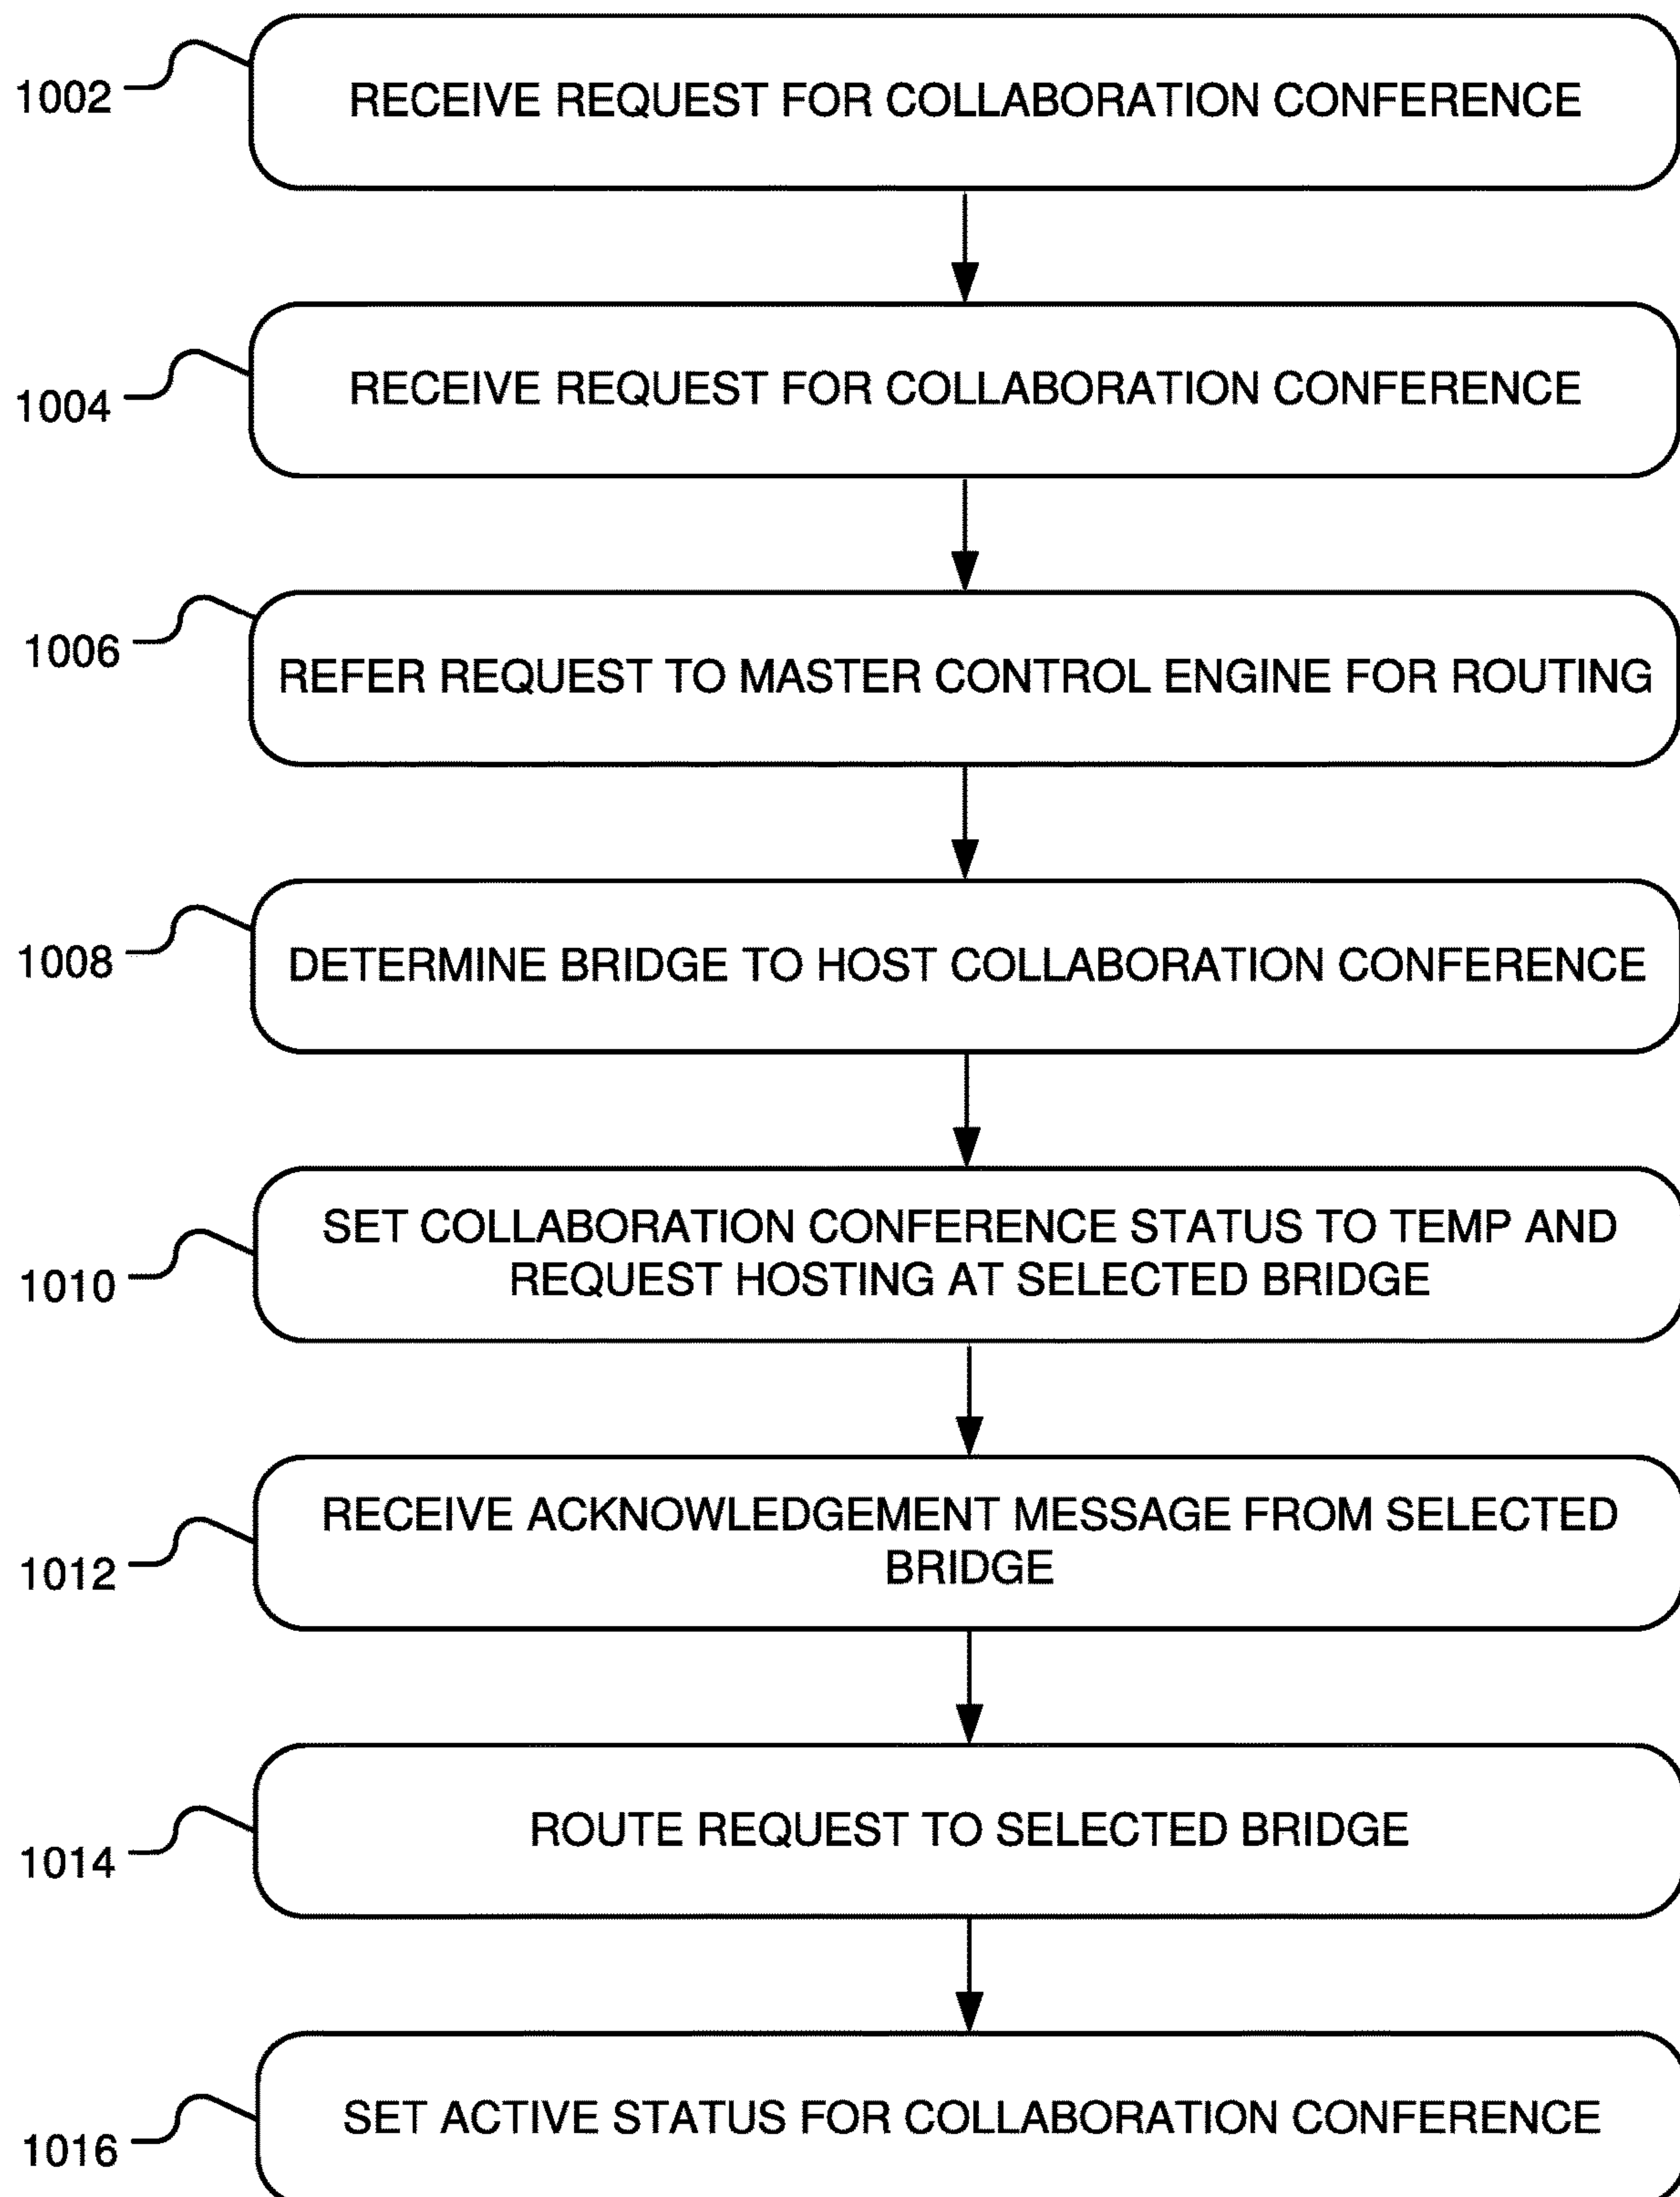 1002
RECEIVE REQUEST FOR COLLABORATION CONFERENCE
1004
RECEIVE REQUEST FOR COLLABORATION CONFERENCE
1006
REFER REQUEST TO MASTER CONTROL ENGINE FOR ROUTING
1008
DETERMINE BRIDGE TO HOST COLLABORATION CONFERENCE
1010
SET COLLABORATION CONFERENCE STATUS TO TEMP AND
REQUEST HOSTING AT SELECTED BRIDGE
1012
RECEIVE ACKNOWLEDGEMENT MESSAGE FROM SELECTED
BRIDGE
1014
ROUTE REQUEST TO SELECTED BRIDGE
1016
SET ACTIVE STATUS FOR COLLABORATION CONFERENCE